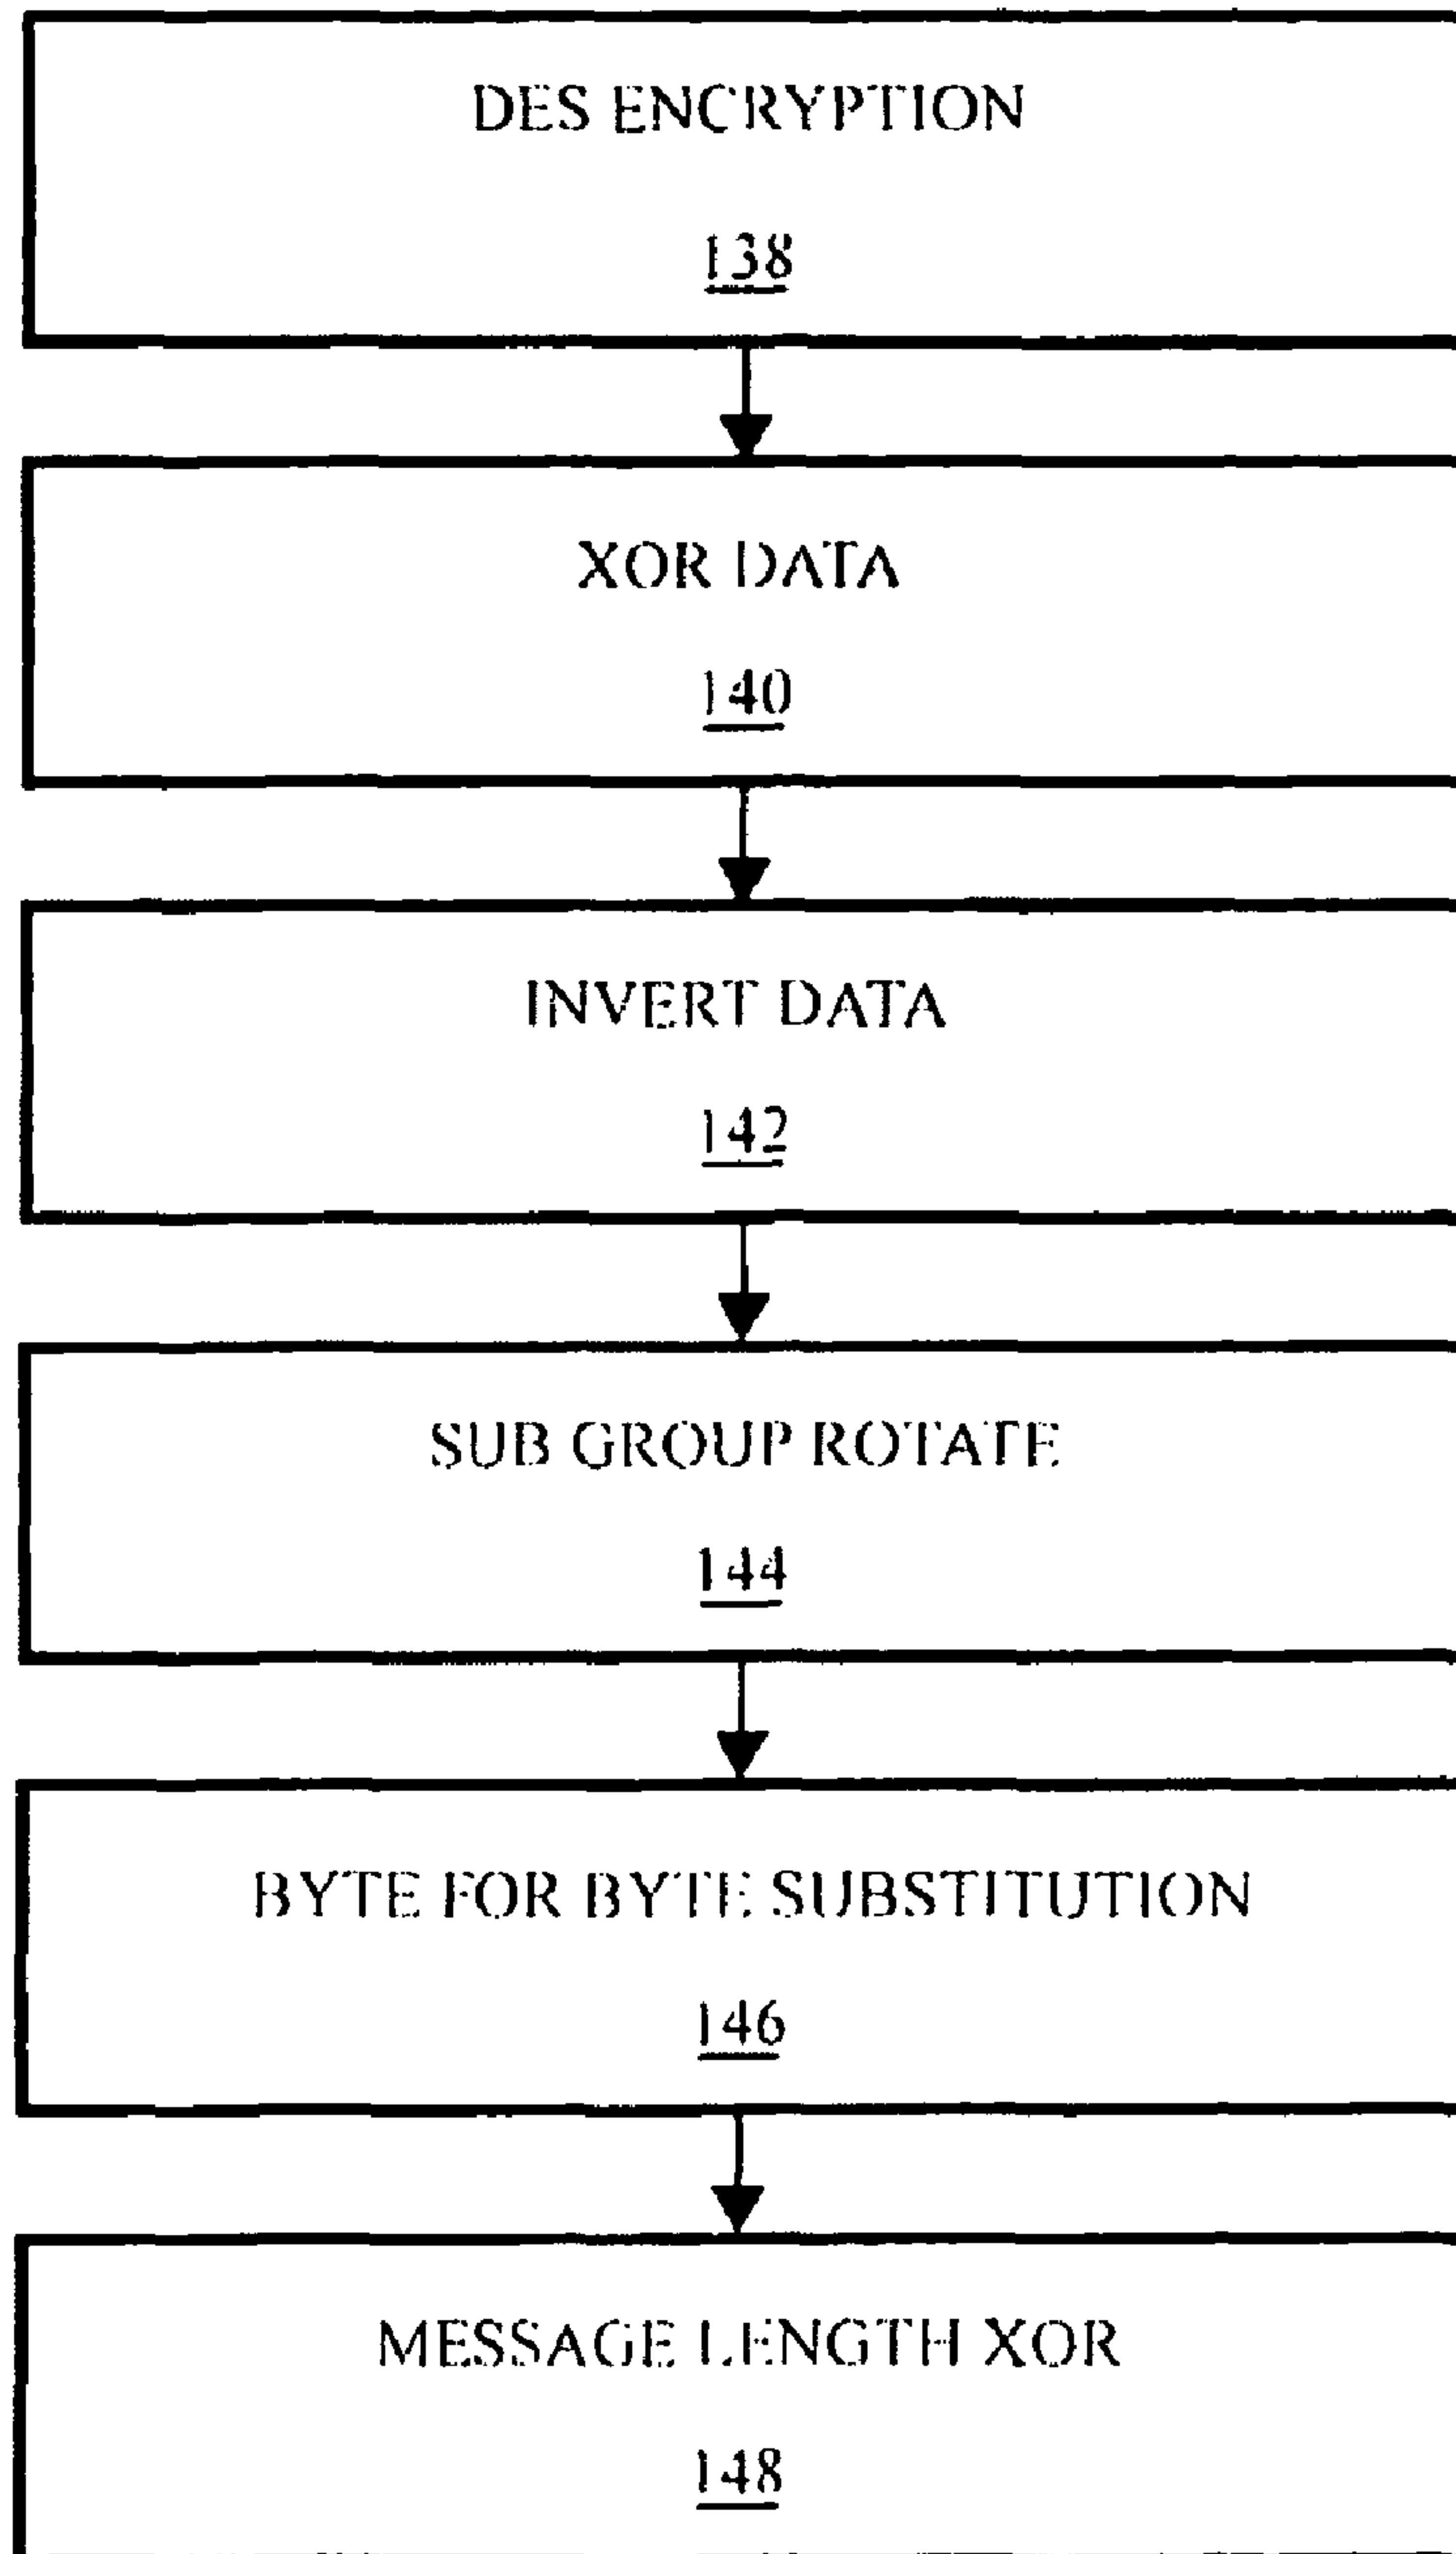 DES ENCRYPTION
138
XOR DATA
140
INVERT DATA
142
SUB GROUP ROTATE
144
BYTE FOR BYTE SUBSTITUTION
146
MESSAGE LENGTH XOR
148